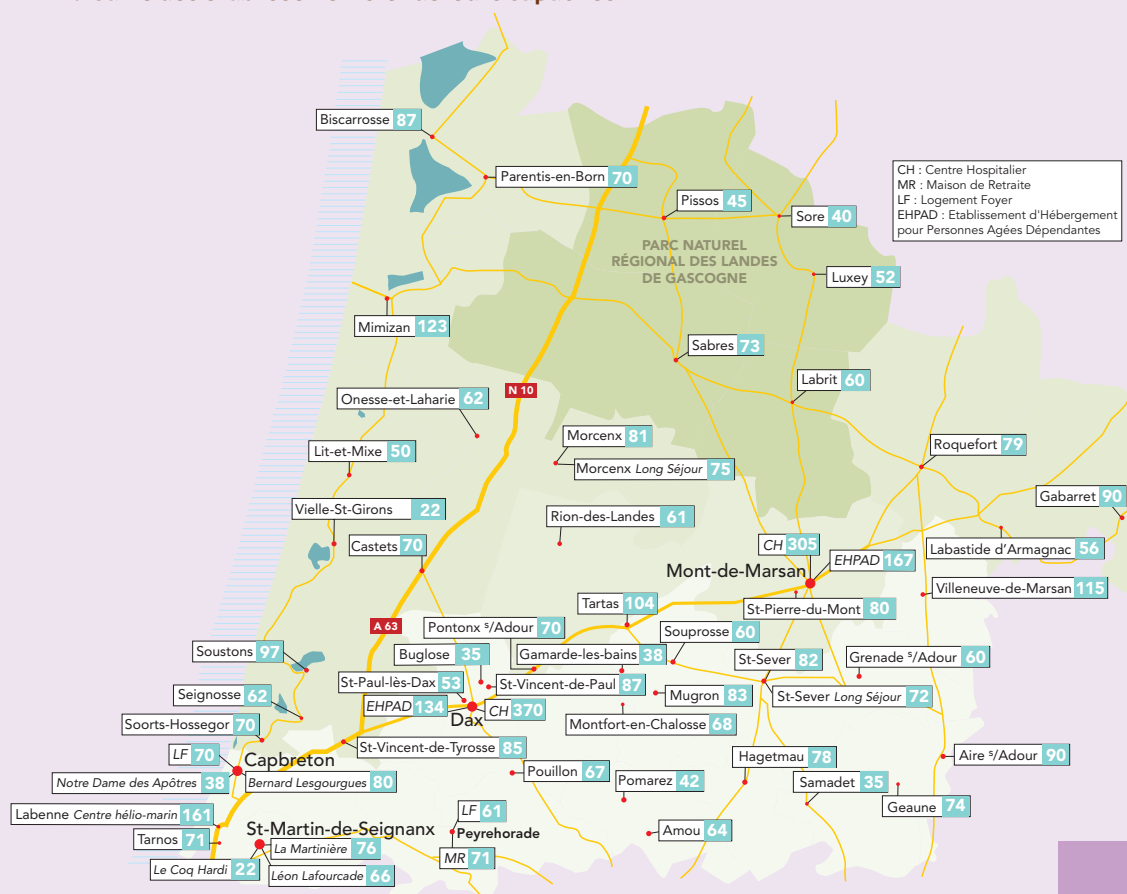 Biscarrosse 87
Parentis-en-Born 70
Pissos 45
Sore 40
CH : Centre Hospitalier
MR : Maison de Retraite
LF : Logement Foyer
EHPAD : Etablissement d'Hébergement
pour Personnes Agées Dépendantes
PARC NATUREL
RÉGIONAL DES LANDES
DE GASCOGNE
Luxey 52
Mimizan 123
Sabres 73
Labrit 60
N 10
Onesse-et-Laharie 62
Morcenx 81
Morcenx Long Séjour 75
Roquefort 79
Lit-et-Mixe 50
Gabarret 90
Vielle-St-Girons 22
Rion-des-Landes 61
Castets 70
CH 305
EHPAD 167
Mont-de-Marsan
Labastide d'Armagnac 56
Villeneuve-de-Marsan 115
St-Pierre-du-Mont 80
Tartas 104
A 63
Pontonx s/Adour 70
Souprosse 60
Soustons 97
Buglose 35
Gamarde-les-bains 38
St-Sever 82
Grenade s/Adour 60
St-Paul-lès-Dax 53
St-Vincent-de-Paul 87
Mugron 83
St-Sever Long Séjour 72
Seignosse 62
EHPAD 134
CH 370
Dax
Montfort-en-Chalosse 68
Soorts-Hossegor 70
St-Vincent-de-Tyrosse 85
LF 70
Capbreton
Notre Dame des Apôtres 38
Bernard Lesgourgues 80
Pouillon 67
Pomarez 42
Hagetmau 78
Samadet 35
Aire s/Adour 90
Geaune 74
Labenne Centre hélio-marin 161
Tarnos 71
St-Martin-de-Seignanx
La Martinière 76
Le Coq Hardi 22
Léon Lafourcade 66
LF 61
Peyrehorade
MR 71
Amou 64